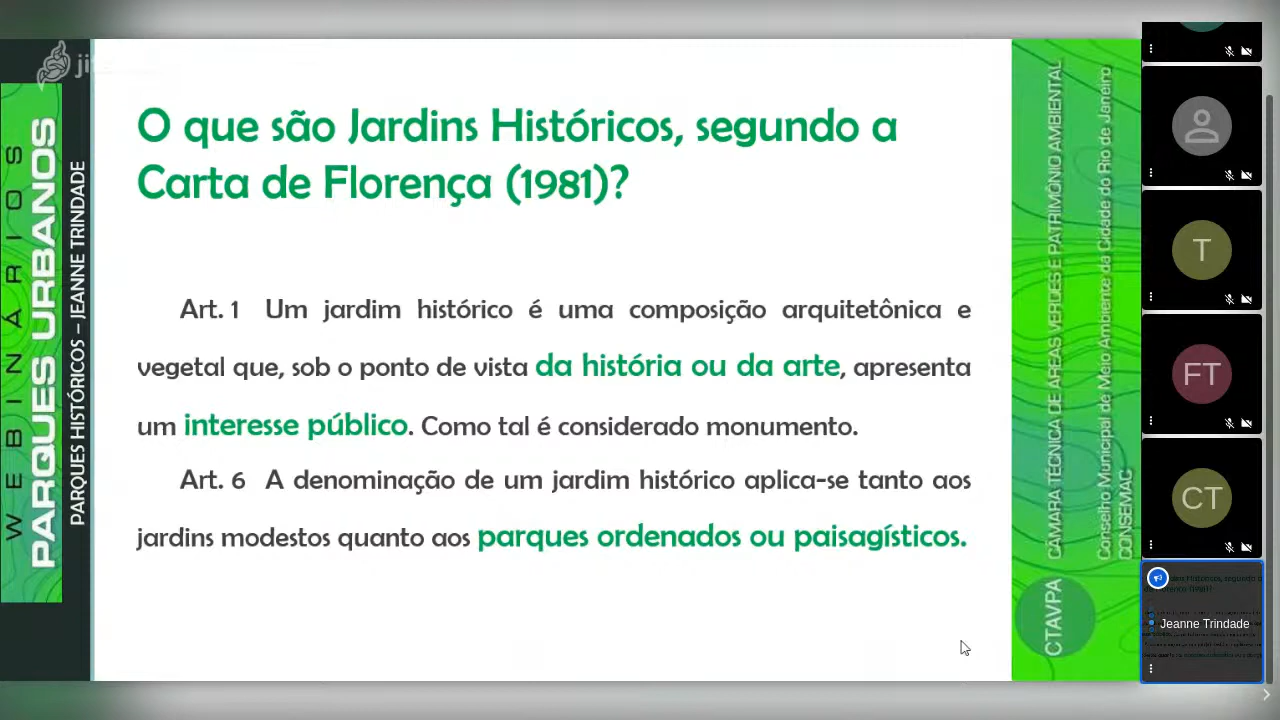 O que são Jardins Históricos, segundo a
Carta de Florença (1981)?
Art. 1 Um jardim histórico é uma composição arquitetônica e
vegetal que, sob o ponto de vista da história ou da arte, apresenta
um interesse público. Como tal é considerado monumento.
Art. 6 A denominação de um jardim histórico aplica-se tanto aos
jardins modestos quanto aos parques ordenados ou paisagísticos.
WEBINÁRIOS
PARQUES URBANOS
PARQUES HISTÓRICOS – JEANNE TRINDADE
CTAVPA
CÂMARA TÉCNICA DE ÁREAS VERDES E PATRIMÔNIO AMBIENTAL
Conselho Municipal de Meio Ambiente da Cidade do Rio de Janeiro
CONSEMAC
T
FT
CT
Jeanne Trindade